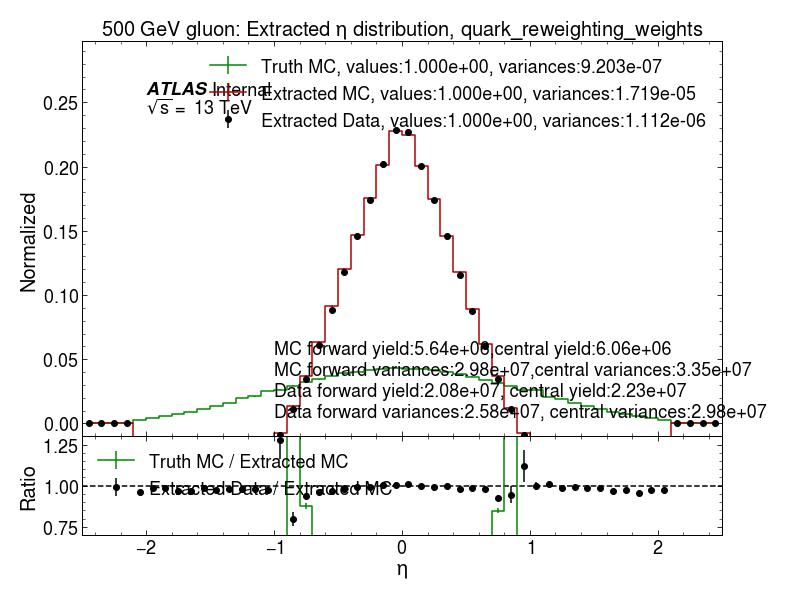 500 GeV gluon: Extracted η distribution, quark_reweighting_weights
Truth MC, values:1.000e+00, variances:9.203e-07
ATLAS Internal
Extracted MC, values:1.000e+00, variances:1.719e-05
√s = 13 TeV
Extracted Data, values:1.000e+00, variances:1.112e-06
Normalized
0.25
0.20
0.15
0.10
0.05
0.00
MC forward yield:5.64e+06,central yield:6.06e+06
MC forward variances:2.98e+07,central variances:3.35e+07
Data forward yield:2.08e+07, central yield:2.23e+07
Data forward variances:2.58e+07, central variances:2.98e+07
Ratio
1.25
1.00
0.75
Truth MC / Extracted MC
Extracted Data / Extracted MC
−2 −1 0 1 2
η